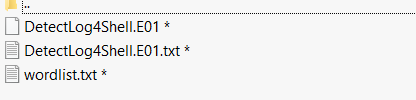 ..
DetectLog4Shell.E01 *
DetectLog4Shell.E01.txt *
wordlist.txt *